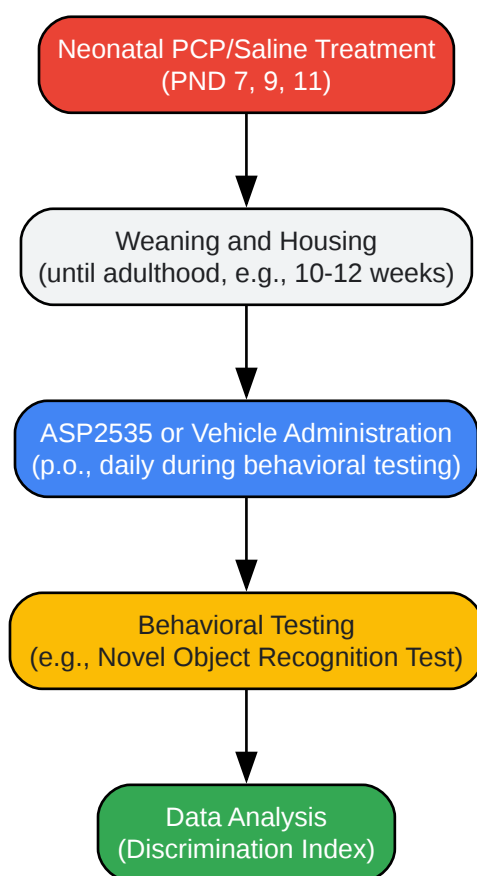 Neonatal PCP/Saline Treatment
(PND 7, 9, 11)
Weaning and Housing
(until adulthood, e.g., 10-12 weeks)
ASP2535 or Vehicle Administration
(p.o., daily during behavioral testing)
Behavioral Testing
(e.g., Novel Object Recognition Test)
Data Analysis
(Discrimination Index)